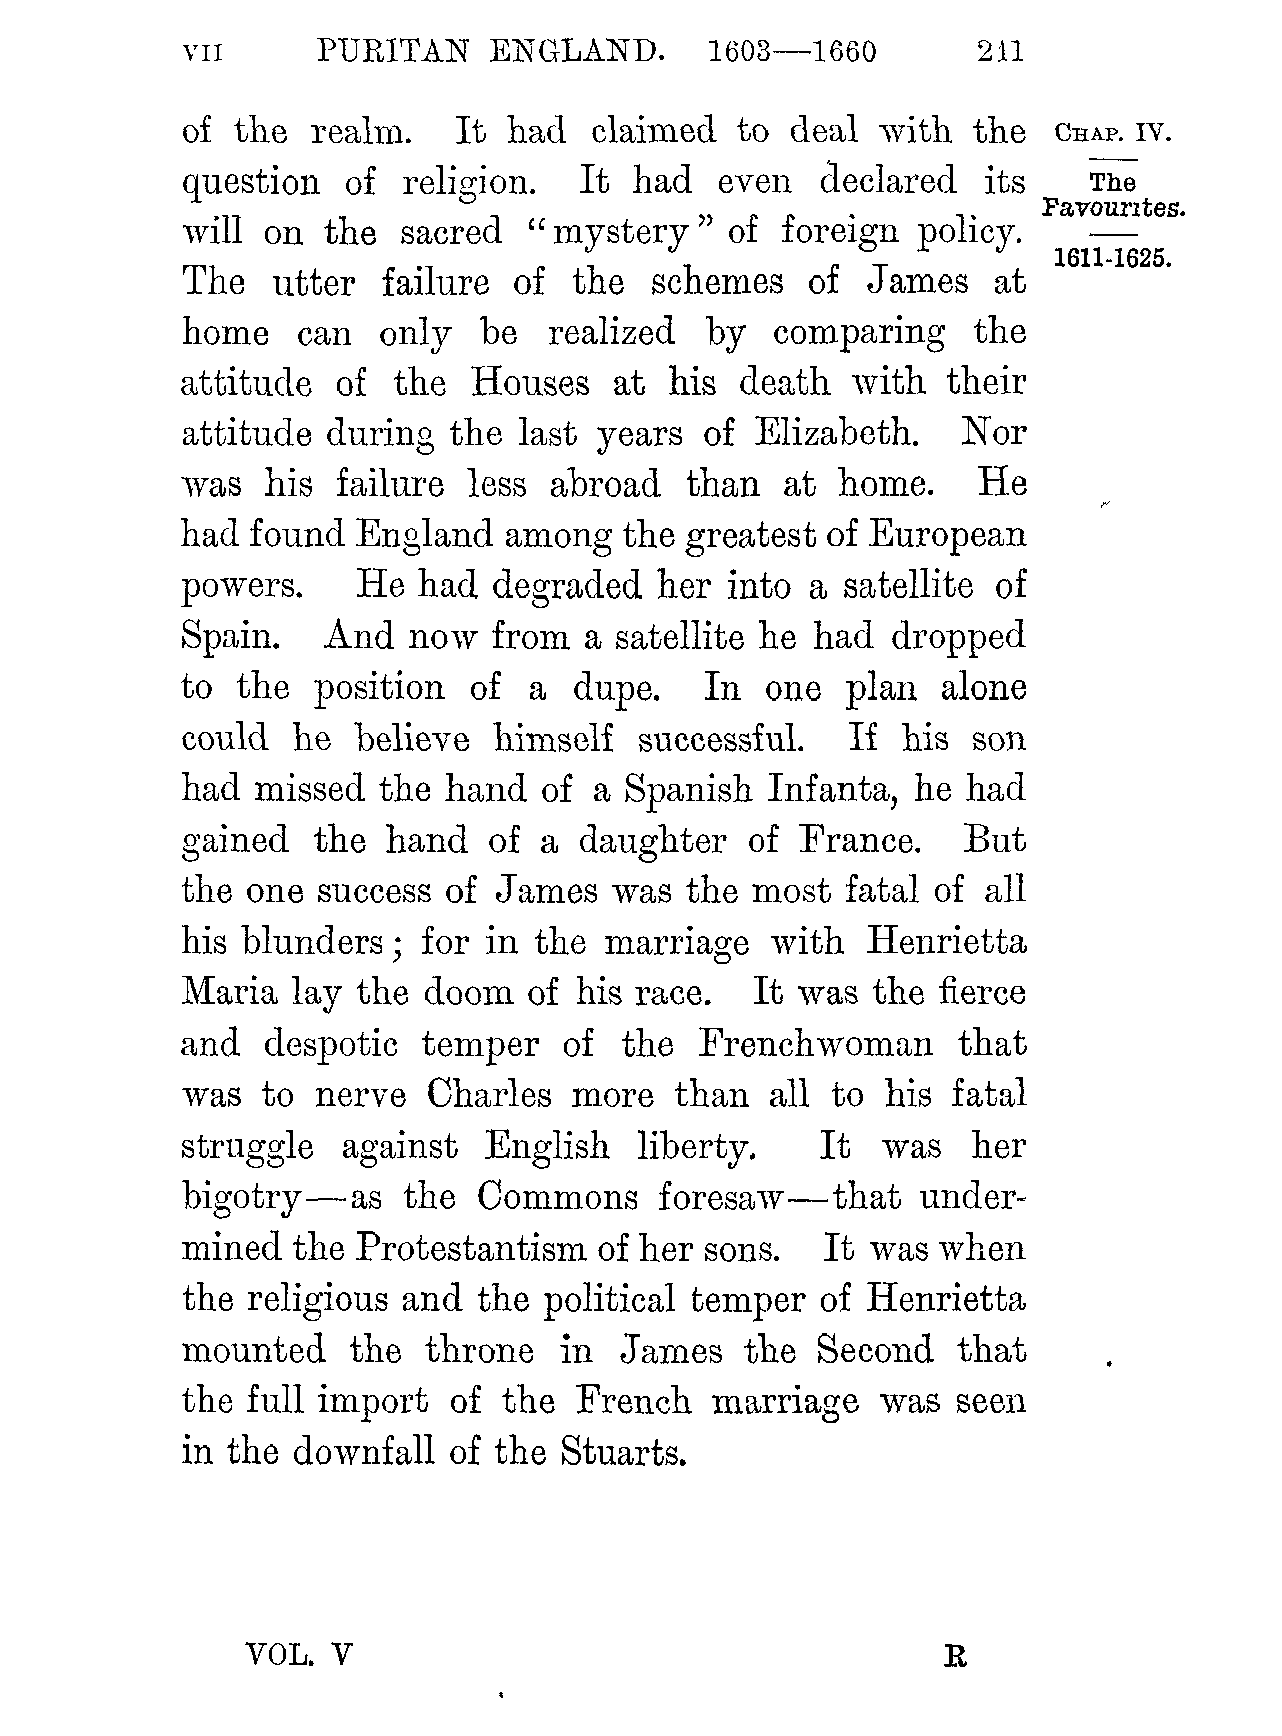 VII PURITAN ENGLAND. 1603—1660 211
of the realm. It had claimed to deal with the
question of religion. It had even declared its
will on the sacred “mystery” of foreign policy.
The utter failure of the schemes of James at
home can only be realized by comparing the
attitude of the Houses at his death with their
attitude during the last years of Elizabeth. Nor
was his failure less abroad than at home. He
had found England among the greatest of European
powers. He had degraded her into a satellite of
Spain. And now from a satellite he had dropped
to the position of a dupe. In one plan alone
could he believe himself successful. If his son
had missed the hand of a Spanish Infanta, he had
gained the hand of a daughter of France. But
the one success of James was the most fatal of all
his blunders; for in the marriage with Henrietta
Maria lay the doom of his race. It was the fierce
and despotic temper of the Frenchwoman that
was to nerve Charles more than all to his fatal
struggle against English liberty. It was her
bigotry—as the Commons foresaw—that under-
mined the Protestantism of her sons. It was when
the religious and the political temper of Henrietta
mounted the throne in James the Second that
the full import of the French marriage was seen
in the downfall of the Stuarts.
CHAP. IV.
The
Favourites.
1611-1625.
VOL. V R